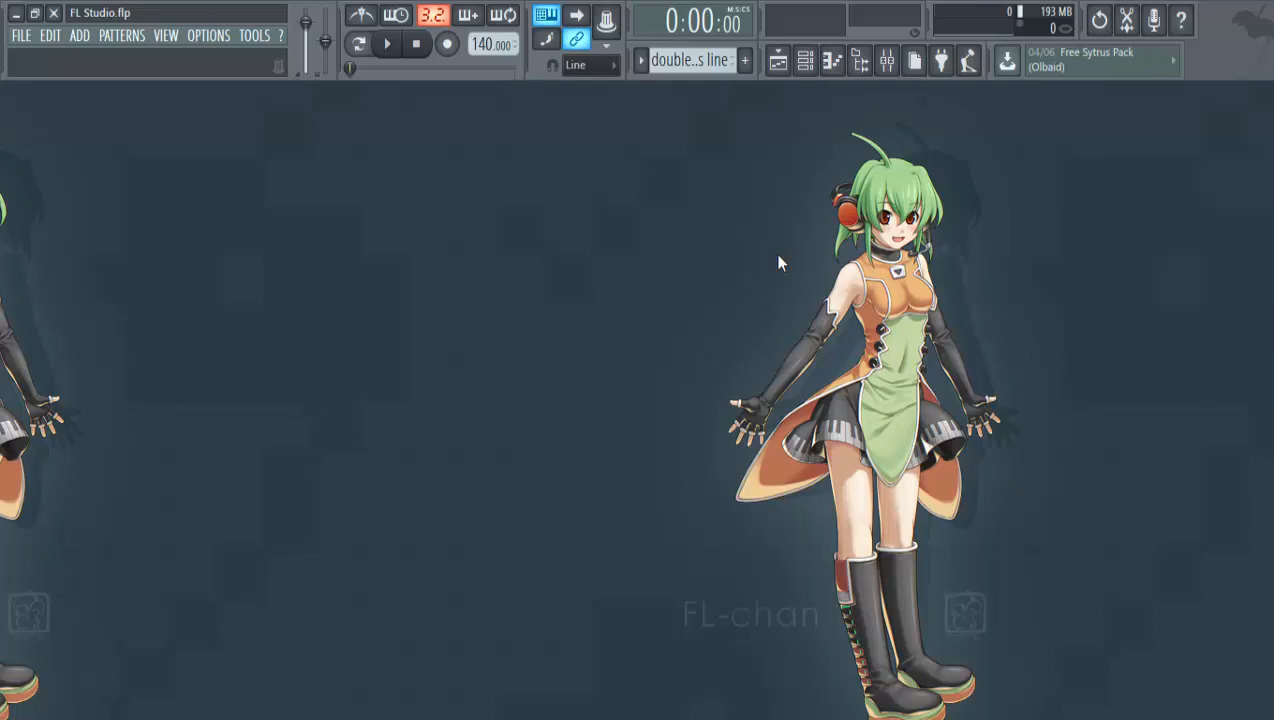 FL Studio.flp
FILE EDIT ADD PATTERNS VIEW OPTIONS TOOLS ?
3.2.
140.000
Line
0:00:00
M:S:CS
double..s line
0
193 MB
0
?
04/06 Free Sytrus Pack
(Olbaid)
FL-chan